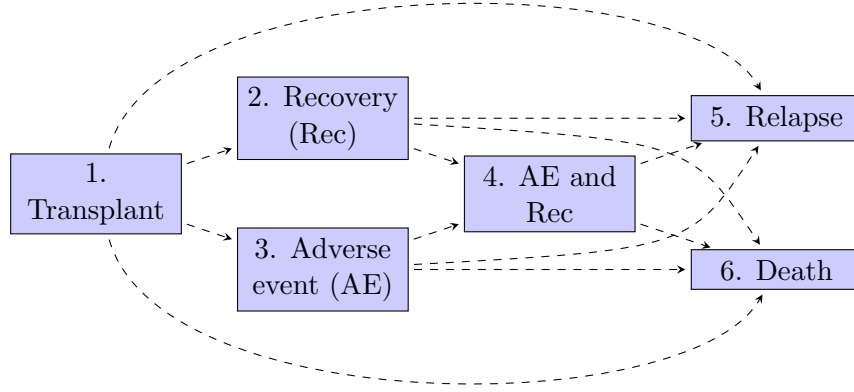 1.
Transplant
2. Recovery
(Rec)
3. Adverse
event (AE)
4. AE and
Rec
5. Relapse
6. Death